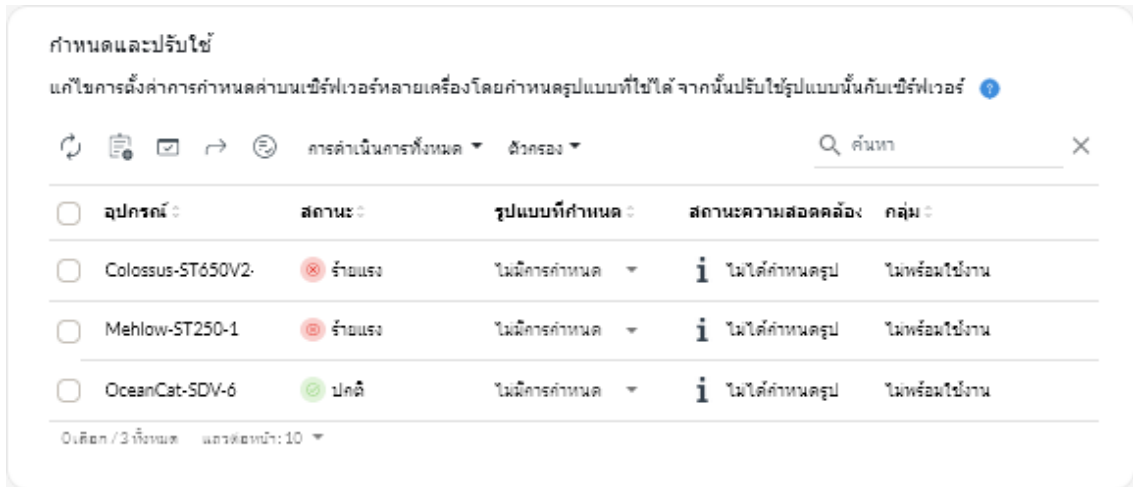 กำหนดและปรับใช้
แก้ไขการตั้งค่าการกำหนดค่าบนเซิร์ฟเวอร์หลายเครื่องโดยกำหนดรูปแบบที่ใช้ได้ จากนั้นปรับใช้รูปแบบนั้นกับเซิร์ฟเวอร์ ?
การดำเนินการทั้งหมด ตัวกรอง ค้นหา
อุปกรณ์ สถานะ รูปแบบที่กำหนด สถานะความสอดคล้อง กลุ่ม
Colossus-ST650V2- ร้ายแรง ไม่มีการกำหนด ไม่ได้กำหนดรูป ไม่พร้อมใช้งาน
Mehlow-ST250-1 ร้ายแรง ไม่มีการกำหนด ไม่ได้กำหนดรูป ไม่พร้อมใช้งาน
OceanCat-SDV-6 ปกติ ไม่มีการกำหนด ไม่ได้กำหนดรูป ไม่พร้อมใช้งาน
0 เลือก / 3 ทั้งหมด แถวต่อหน้า: 10